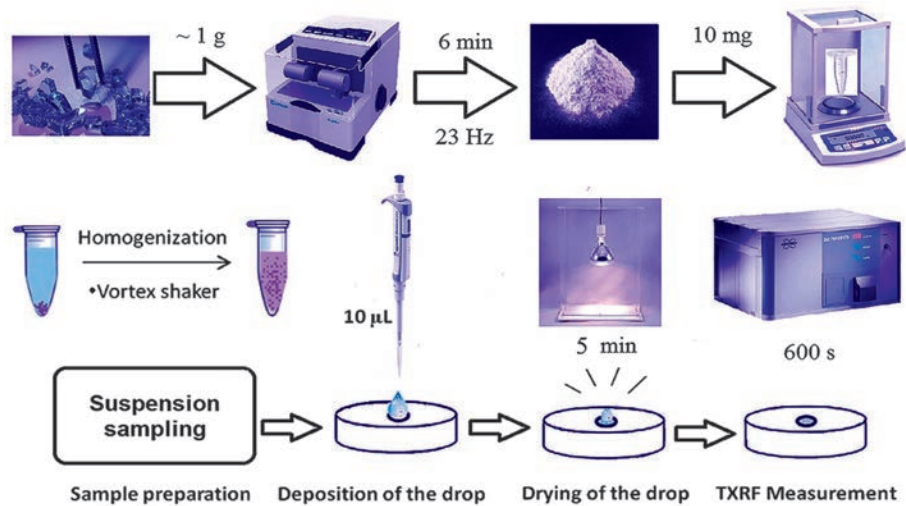 ~ 1 g
6 min
23 Hz
10 mg
Homogenization
•Vortex shaker
10 µL
5 min
600 s
Suspension
sampling
Sample preparation
Deposition of the drop
Drying of the drop
TXRF Measurement